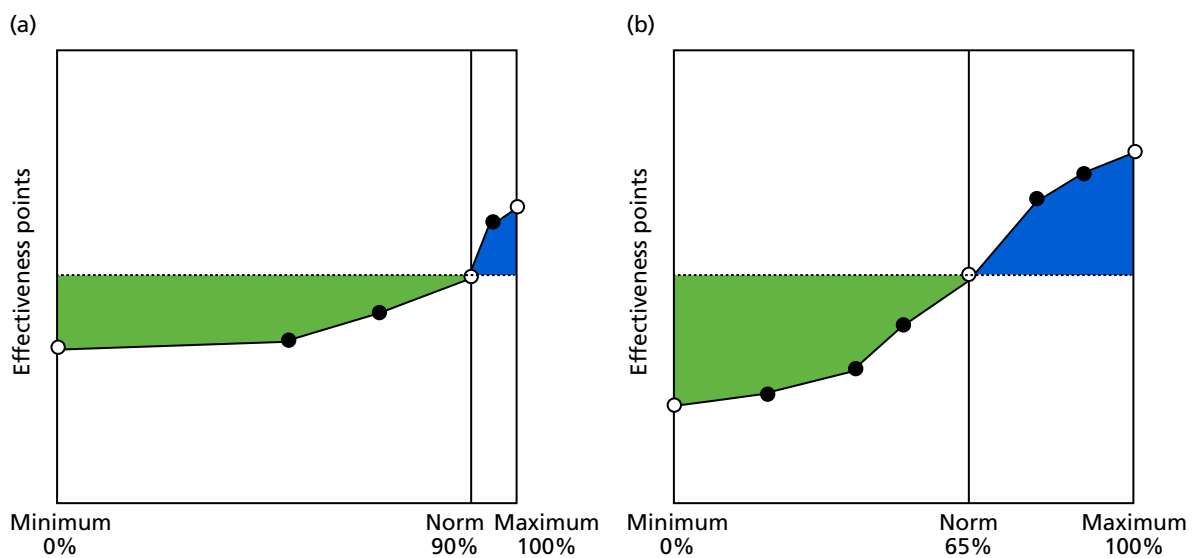 (a)
Effectiveness points
Minimum
0%
Norm
90%
Maximum
100%
(b)
Effectiveness points
Minimum
0%
Norm
65%
Maximum
100%